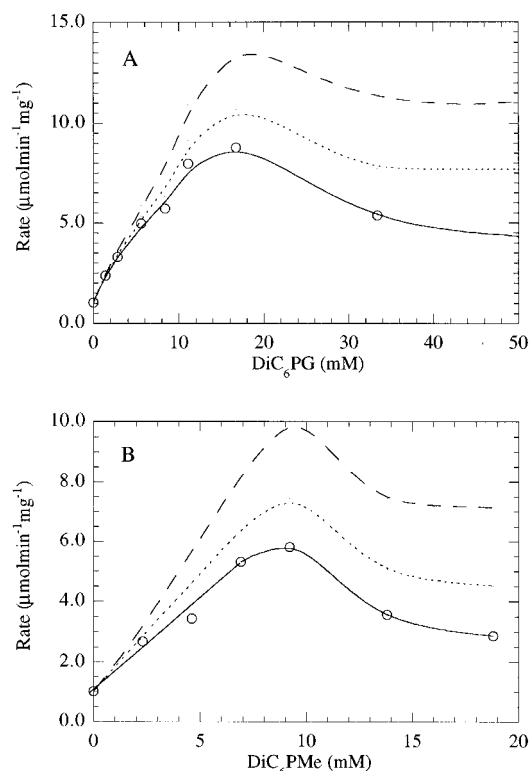 15.0
A
10.0
5.0
0.0
Rate (μmolmin⁻¹mg⁻¹)
0 10 20 30 40 50
DiC₆PG (mM)
10.0
B
8.0
6.0
4.0
2.0
0.0
Rate (μmolmin⁻¹mg⁻¹)
0 5 10 15 20
DiC₆PMe (mM)